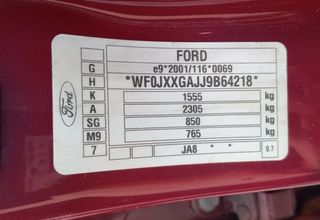 FORD
G e9*2001/116*0069
H *WF0JXXGAJJ9B64218*
K 1555 kg
A 2305 kg
SG 850 kg
M9 765 kg
7 JA8 * * 0.7
Ford